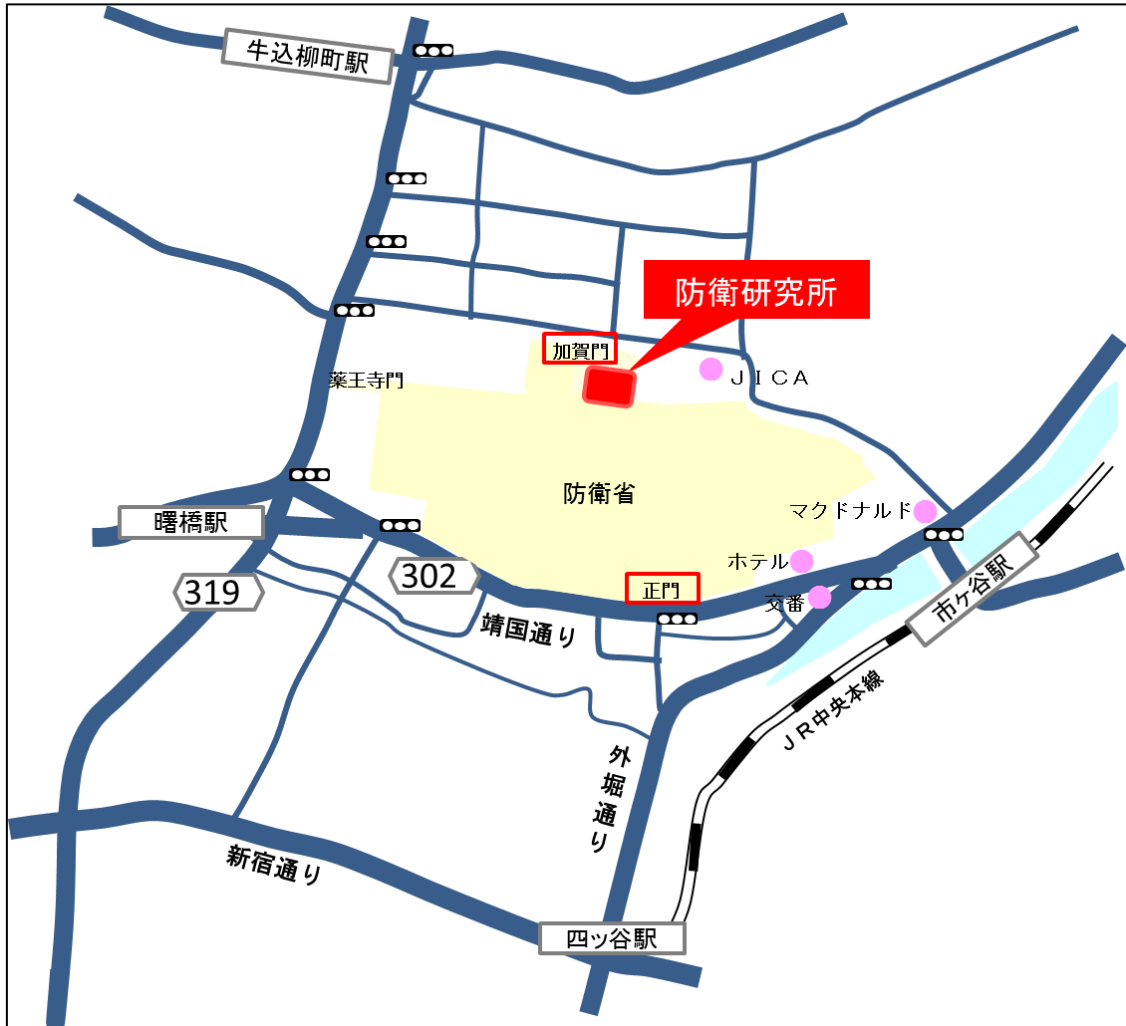 牛込柳町駅
防衛研究所
加賀門
ＪＩＣＡ
薬王寺門
防衛省
マクドナルド
曙橋駅
ホテル
302
319
正門
交番
市ヶ谷駅
靖国通り
ＪＲ中央本線
外堀通り
新宿通り
四ッ谷駅